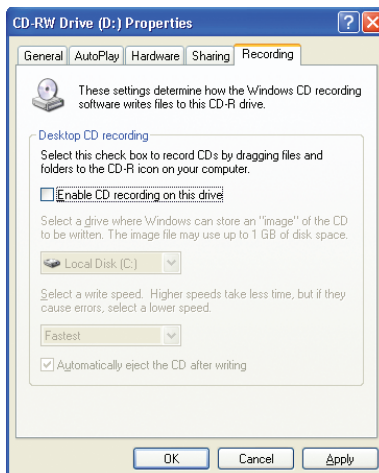 CD-RW Drive (D:) Properties
General AutoPlay Hardware Sharing Recording
These settings determine how the Windows CD recording
software writes files to this CD-R drive.
Desktop CD recording
Select this check box to record CDs by dragging files and
folders to the CD-R icon on your computer.
Enable CD recording on this drive
Select a drive where Windows can store an "image" of the CD
to be written. The image file may use up to 1 GB of disk space.
Local Disk (C:)
Select a write speed. Higher speeds take less time, but if they
cause errors, select a lower speed.
Fastest
Automatically eject the CD after writing
OK Cancel Apply